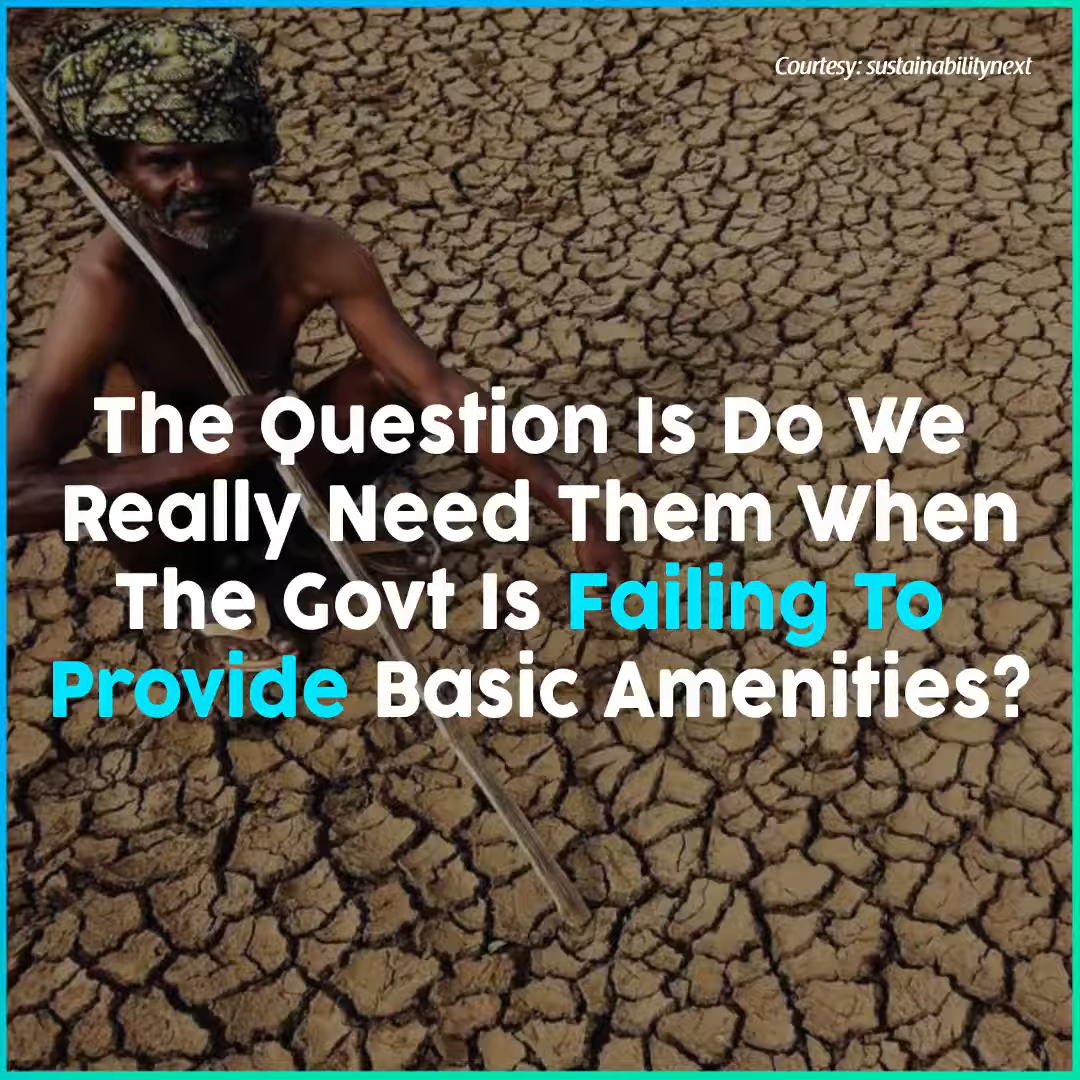 Courtesy: sustainabilitynext
The Question Is Do We
Really Need Them When
The Govt Is Failing To
Provide Basic Amenities?